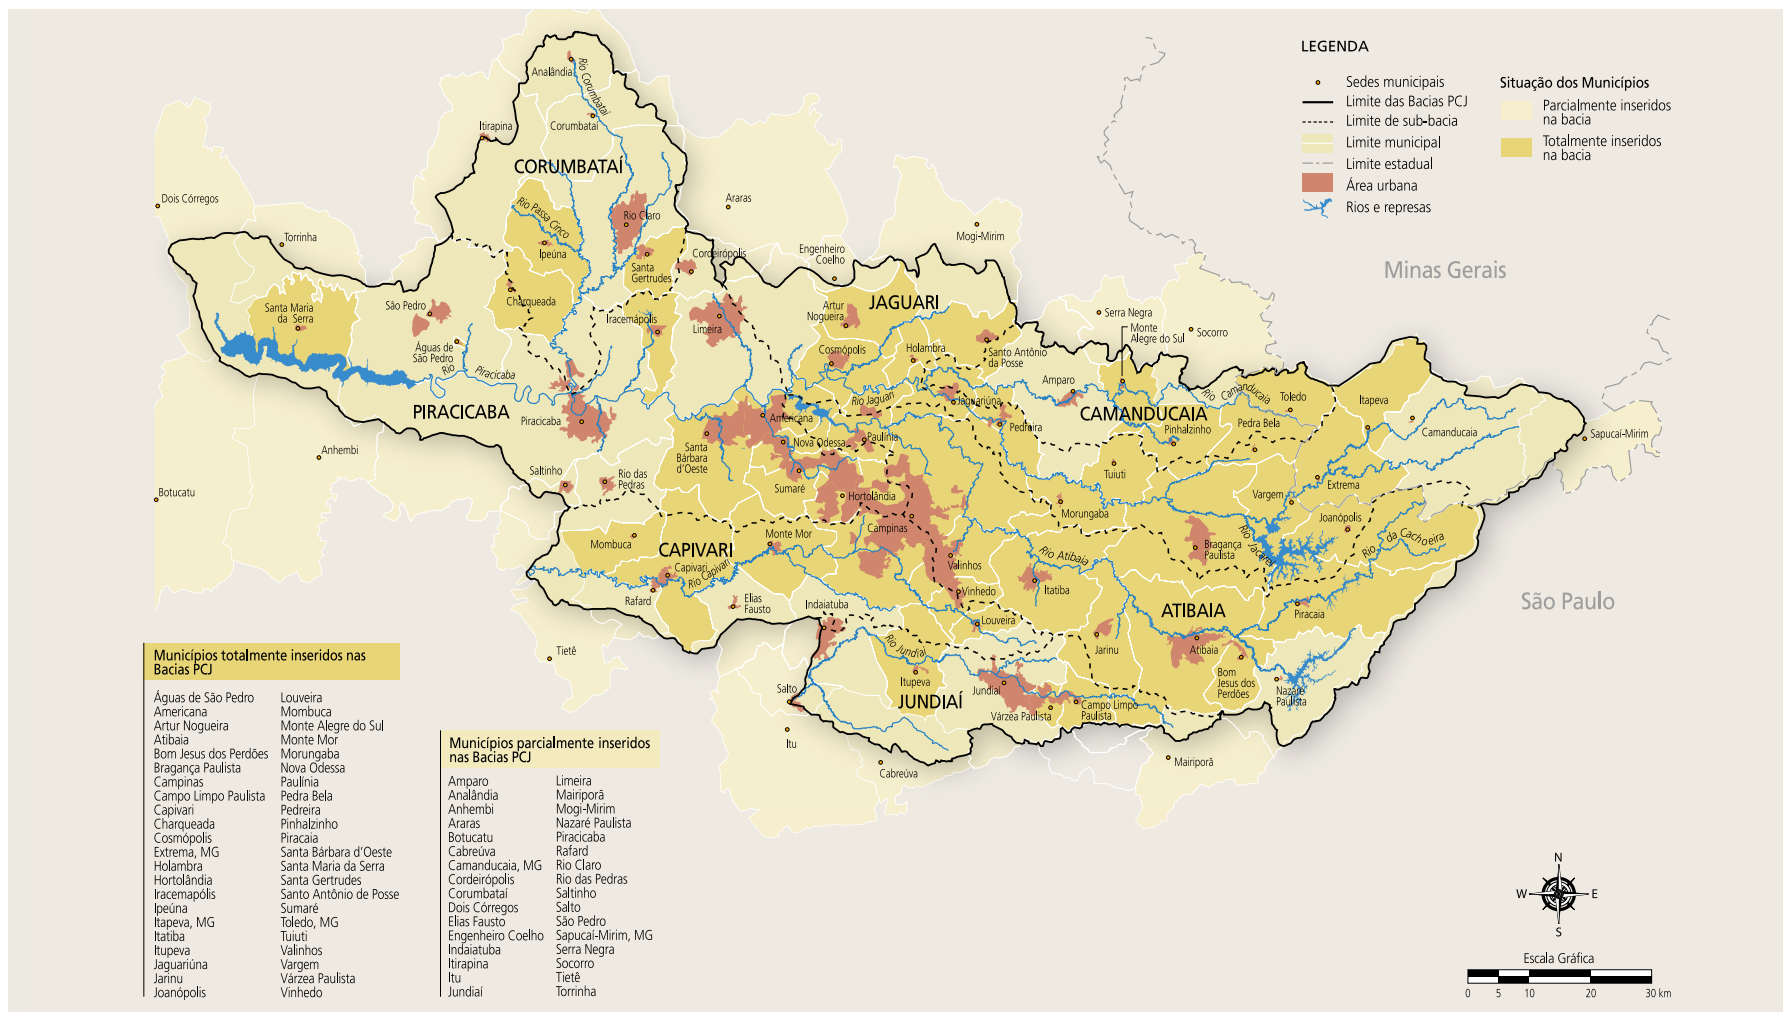 LEGENDA
Sedes municipais
Limite das Bacias PCJ
Limite de sub-bacia
Limite municipal
Limite estadual
Área urbana
Rios e represas
Situação dos Municípios
Parcialmente inseridos
na bacia
Totalmente inseridos
na bacia
Analândia
Rio Corumbataí
Corumbataí
Itirapina
CORUMBATAÍ
Dois Córregos
Torrinha
Rio Passa Cinco
Ipeúna
Rio Claro
Araras
Mogi-Mirim
Engenheiro
Coelho
Cordeirópolis
Santa
Gertrudes
Charqueada
Santa Maria
da Serra
São Pedro
Águas de
São Pedro
Rio Piracicaba
Iracemápolis
Limeira
Artur
Nogueira
JAGUARI
Cosmópolis
Holambra
Santo Antônio
da Posse
Serra Negra
Monte
Alegre do Sul
Socorro
Minas Gerais
PIRACICABA
Piracicaba
Amparo
Rio Camanducaia
Toledo
Itapeva
CAMANDUCAIA
Pinhalzinho
Pedra Bela
Camanducaia
Sapucaí-Mirim
Rio Jaguari
Jaguariúna
Pedreira
Americana
Nova Odessa
Paulínia
Santa
Bárbara
d'Oeste
Sumaré
Hortolândia
Campinas
Tuiuti
Morungaba
Vargem
Extrema
Joanópolis
Rio da Cachoeira
Rio Jacareí
Bragança
Paulista
Anhembi
Botucatu
Saltinho
Rio das
Pedras
Mombuca
CAPIVARI
Monte Mor
Capivari
Rio Capivari
Rafard
Elias
Fausto
Indaiatuba
Valinhos
Vinhedo
Louveira
Rio Atibaia
Itatiba
ATIBAIA
Piracaia
São Paulo
Jarinu
Atibaia
Bom
Jesus dos
Perdões
Nazaré
Paulista
Tietê
Salto
Itu
Rio Jundiaí
Itupeva
JUNDIAÍ
Jundiaí
Várzea Paulista
Campo Limpo
Paulista
Cabreúva
Mairiporã
Municípios totalmente inseridos nas
Bacias PCJ
Águas de São Pedro
Americana
Artur Nogueira
Atibaia
Bom Jesus dos Perdões
Bragança Paulista
Campinas
Campo Limpo Paulista
Capivari
Charqueada
Cosmópolis
Extrema, MG
Holambra
Hortolândia
Iracemapólis
Ipeúna
Itapeva, MG
Itatiba
Itupeva
Jaguariúna
Jarinu
Joanópolis
Louveira
Mombuca
Monte Alegre do Sul
Monte Mor
Morungaba
Nova Odessa
Paulínia
Pedra Bela
Pedreira
Pinhalzinho
Piracaia
Santa Bárbara d'Oeste
Santa Maria da Serra
Santa Gertrudes
Santo Antônio de Posse
Sumaré
Toledo, MG
Tuiuti
Valinhos
Vargem
Várzea Paulista
Vinhedo
Municípios parcialmente inseridos
nas Bacias PCJ
Amparo
Analândia
Anhembi
Araras
Botucatu
Cabreúva
Camanducaia, MG
Cordeirópolis
Corumbataí
Dois Córregos
Elias Fausto
Engenheiro Coelho
Indaiatuba
Itirapina
Itu
Jundiaí
Limeira
Mairiporã
Mogi-Mirim
Nazaré Paulista
Piracicaba
Rafard
Rio Claro
Rio das Pedras
Saltinho
Salto
São Pedro
Sapucaí-Mirim, MG
Serra Negra
Socorro
Tietê
Torrinha
N
W
E
S
Escala Gráfica
0 5 10 20 30 km